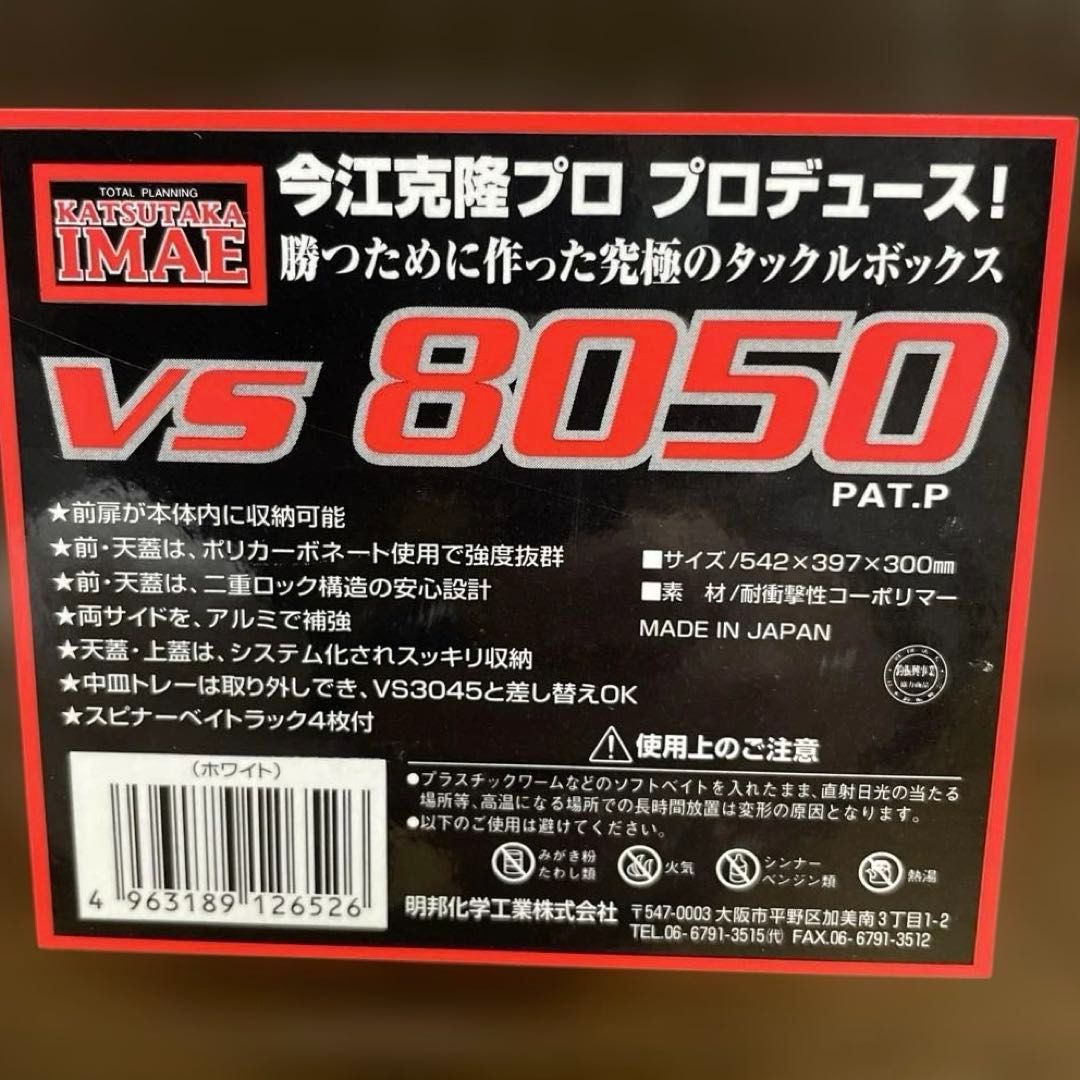 TOTAL PLANNING
KATSUTAKA
IMAE
今江克隆プロ プロデュース!
勝つために作った究極のタックルボックス
VS 8050
PAT.P
★前扉が本体内に収納可能
★前・天蓋は、ポリカーボネート使用で強度抜群
★前・天蓋は、二重ロック構造の安心設計
★両サイドを、アルミで補強
★天蓋・上蓋は、システム化されスッキリ収納
★中皿トレーは取り外しでき、VS3045と差し替えOK
★スピナーベイトラック4枚付
■サイズ/542×397×300㎜
■素 材/耐衝撃性コーポリマー
MADE IN JAPAN
釣振興事業
協力商品
⚠使用上のご注意
●プラスチックワームなどのソフトベイトを入れたまま、直射日光の当たる
場所等、高温になる場所での長時間放置は変形の原因となります。
●以下のご使用は避けてください。
みがき粉
たわし類
火気
シンナー
ベンジン類
熱湯
(ホワイト)
4 963189 126526
明邦化学工業株式会社
〒547-0003 大阪市平野区加美南3丁目1-2
TEL.06-6791-3515㈹ FAX.06-6791-3512